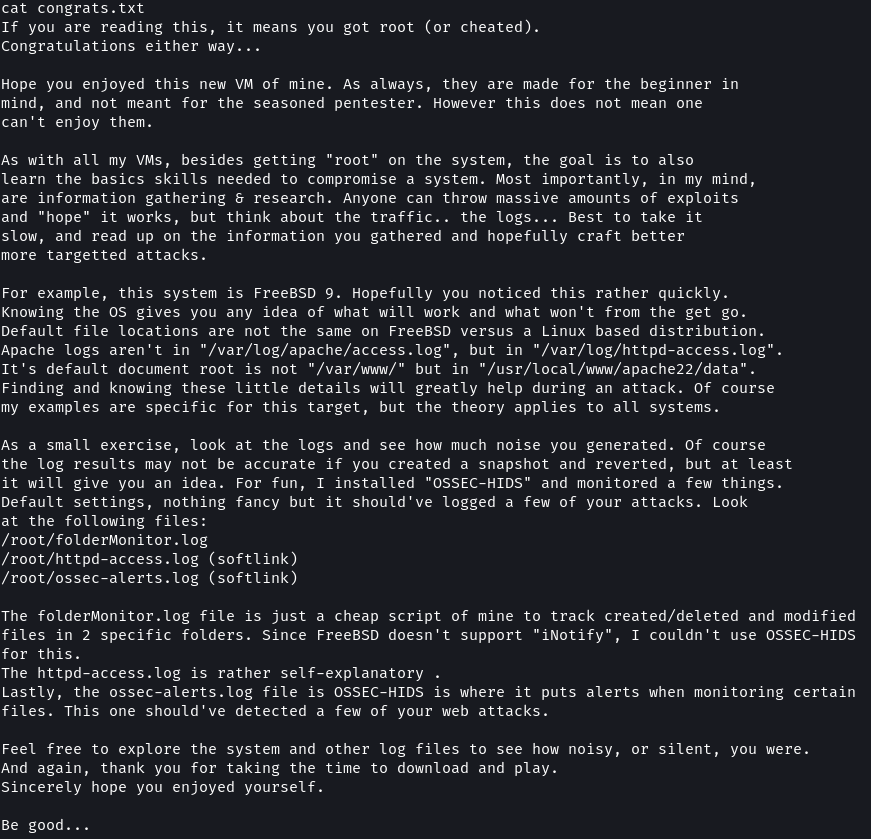 cat congrats.txt
If you are reading this, it means you got root (or cheated).
Congratulations either way...

Hope you enjoyed this new VM of mine. As always, they are made for the beginner in
mind, and not meant for the seasoned pentester. However this does not mean one
can't enjoy them.

As with all my VMs, besides getting "root" on the system, the goal is to also
learn the basics skills needed to compromise a system. Most importantly, in my mind,
are information gathering & research. Anyone can throw massive amounts of exploits
and "hope" it works, but think about the traffic.. the logs... Best to take it
slow, and read up on the information you gathered and hopefully craft better
more targetted attacks.

For example, this system is FreeBSD 9. Hopefully you noticed this rather quickly.
Knowing the OS gives you any idea of what will work and what won't from the get go.
Default file locations are not the same on FreeBSD versus a Linux based distribution.
Apache logs aren't in "/var/log/apache/access.log", but in "/var/log/httpd-access.log".
It's default document root is not "/var/www/" but in "/usr/local/www/apache22/data".
Finding and knowing these little details will greatly help during an attack. Of course
my examples are specific for this target, but the theory applies to all systems.

As a small exercise, look at the logs and see how much noise you generated. Of course
the log results may not be accurate if you created a snapshot and reverted, but at least
it will give you an idea. For fun, I installed "OSSEC-HIDS" and monitored a few things.
Default settings, nothing fancy but it should've logged a few of your attacks. Look
at the following files:
/root/folderMonitor.log
/root/httpd-access.log (softlink)
/root/ossec-alerts.log (softlink)

The folderMonitor.log file is just a cheap script of mine to track created/deleted and modified
files in 2 specific folders. Since FreeBSD doesn't support "iNotify", I couldn't use OSSEC-HIDS
for this.
The httpd-access.log is rather self-explanatory .
Lastly, the ossec-alerts.log file is OSSEC-HIDS is where it puts alerts when monitoring certain
files. This one should've detected a few of your web attacks.

Feel free to explore the system and other log files to see how noisy, or silent, you were.
And again, thank you for taking the time to download and play.
Sincerely hope you enjoyed yourself.

Be good...